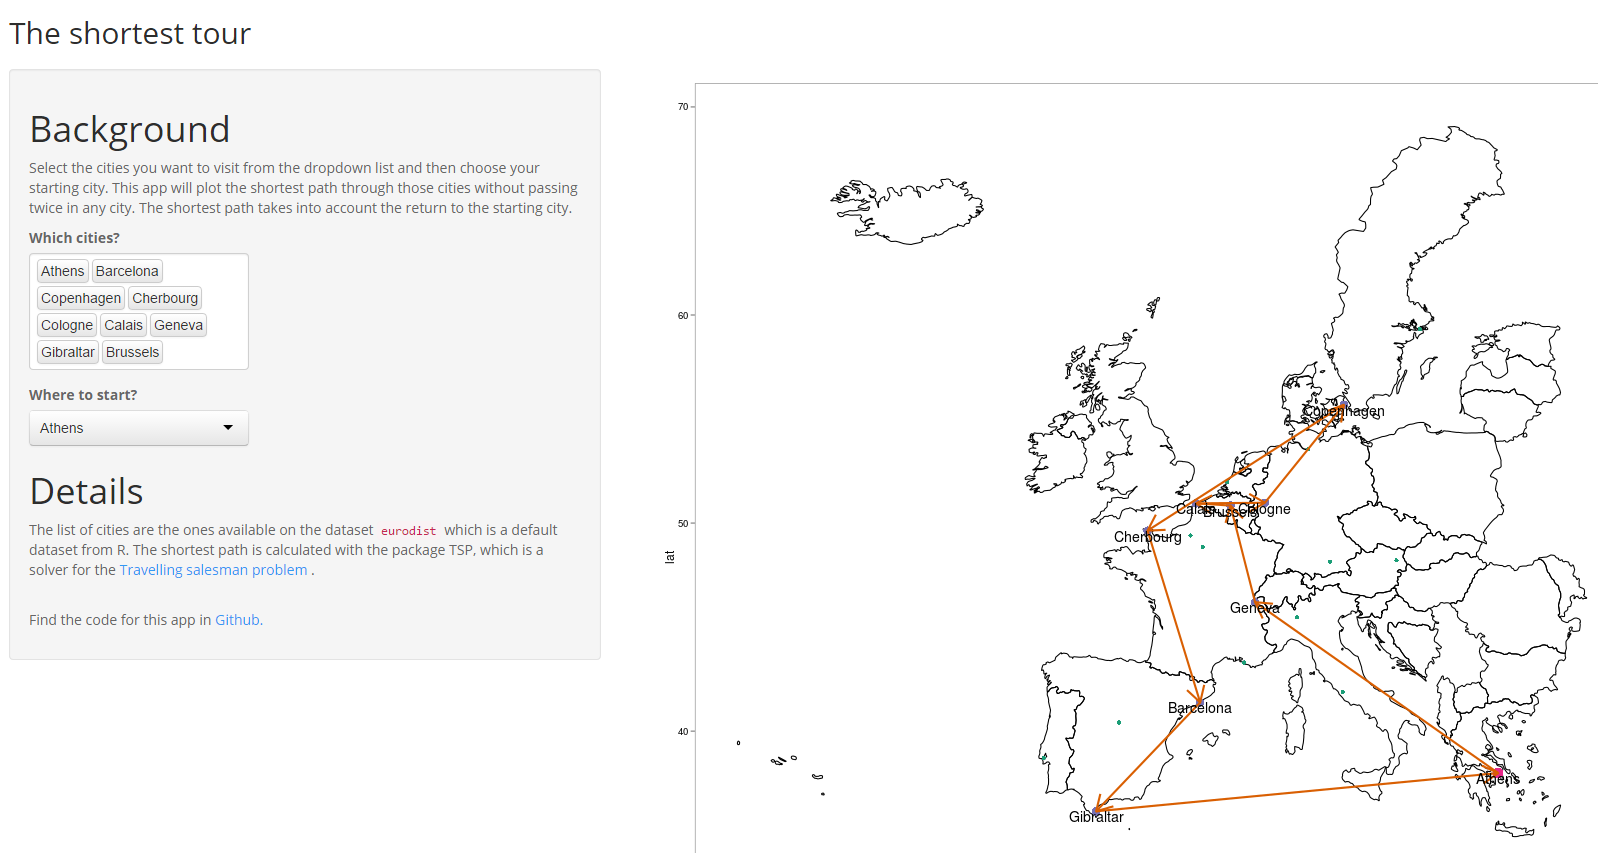 The shortest tour
Background
Select the cities you want to visit from the dropdown list and then choose your
starting city. This app will plot the shortest path through those cities without passing
twice in any city. The shortest path takes into account the return to the starting city.
Which cities?
Athens Barcelona
Copenhagen Cherbourg
Cologne Calais Geneva
Gibraltar Brussels
Where to start?
Athens
Details
The list of cities are the ones available on the dataset eurodist which is a default
dataset from R. The shortest path is calculated with the package TSP, which is a
solver for the Travelling salesman problem .
Find the code for this app in Github.
70
60
50
40
lat
Copenhagen
Calais
Brussels
Cologne
Cherbourg
Geneva
Barcelona
Athens
Gibraltar